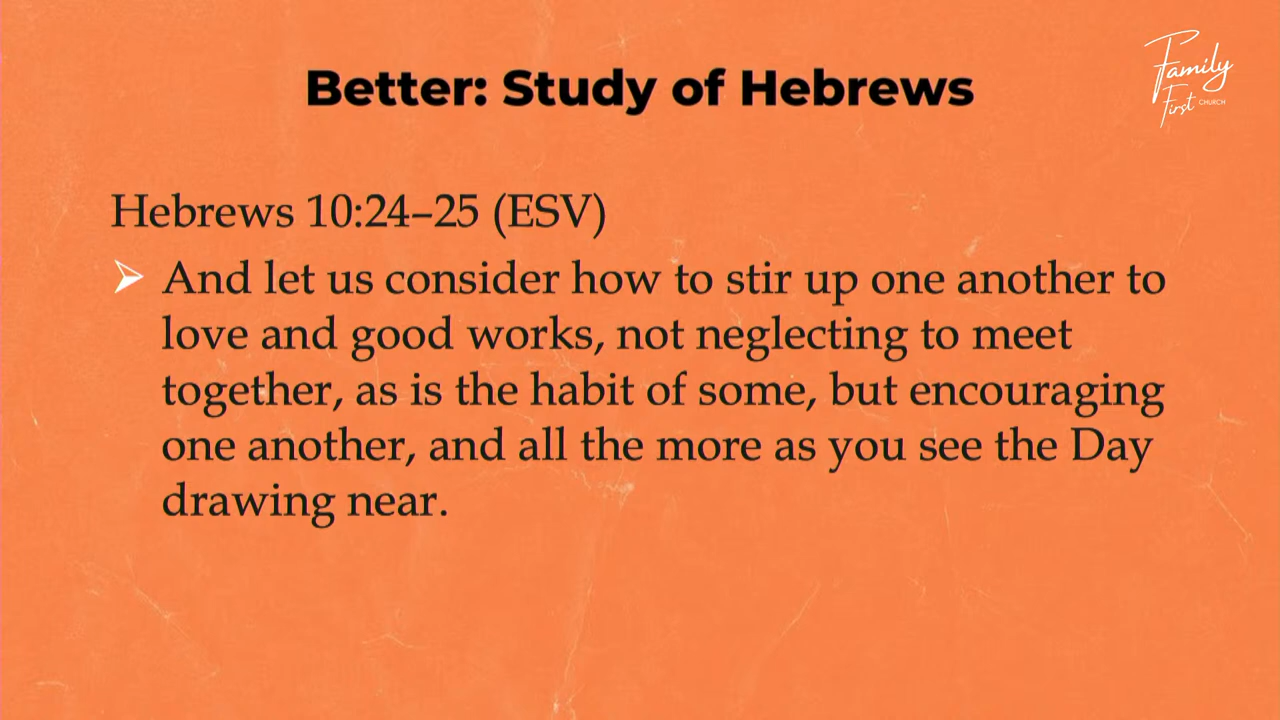 Better: Study of Hebrews
Family
First CHURCH
Hebrews 10:24–25 (ESV)
➢ And let us consider how to stir up one another to
love and good works, not neglecting to meet
together, as is the habit of some, but encouraging
one another, and all the more as you see the Day
drawing near.